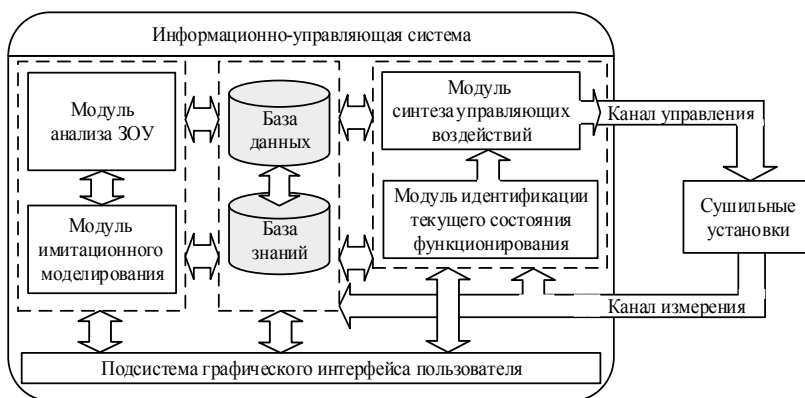 Информационно-управляющая система
Модуль
анализа ЗОУ
База
данных
Модуль
синтеза управляющих
воздействий
Канал управления
Модуль
имитационного
моделирования
База
знаний
Модуль идентификации
текущего состояния
функционирования
Сушильные
установки
Канал измерения
Подсистема графического интерфейса пользователя